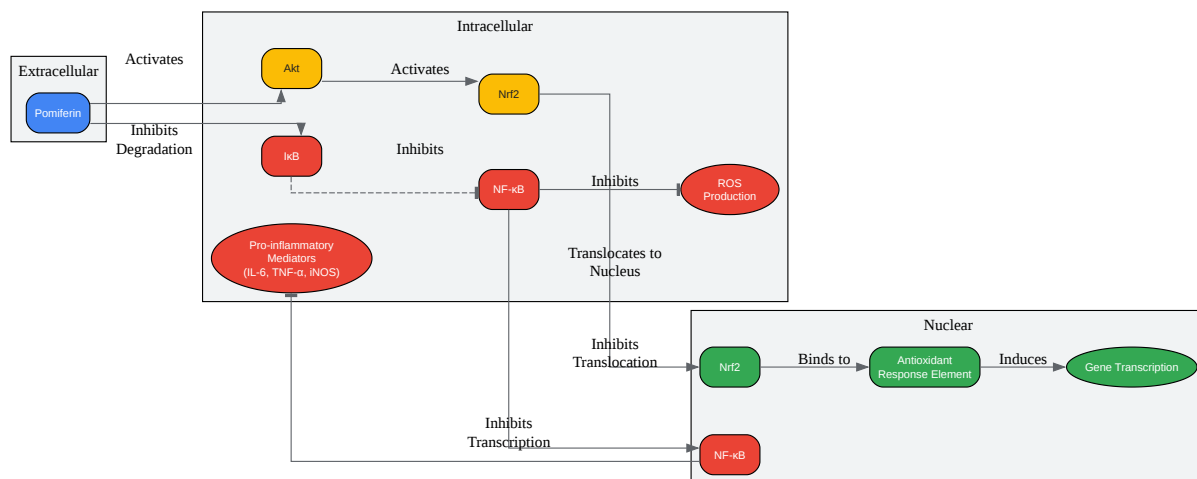 Intracellular
Extracellular
Activates
Akt
Activates
Nrf2
Pomiferin
Inhibits
Degradation
IκB
Inhibits
NF-κB
Inhibits
ROS
Production
Pro-inflammatory
Mediators
(IL-6, TNF-α, iNOS)
Translocates to
Nucleus
Nuclear
Inhibits
Translocation
Nrf2
Binds to
Antioxidant
Response Element
Induces
Gene Transcription
Inhibits
Transcription
NF-κB